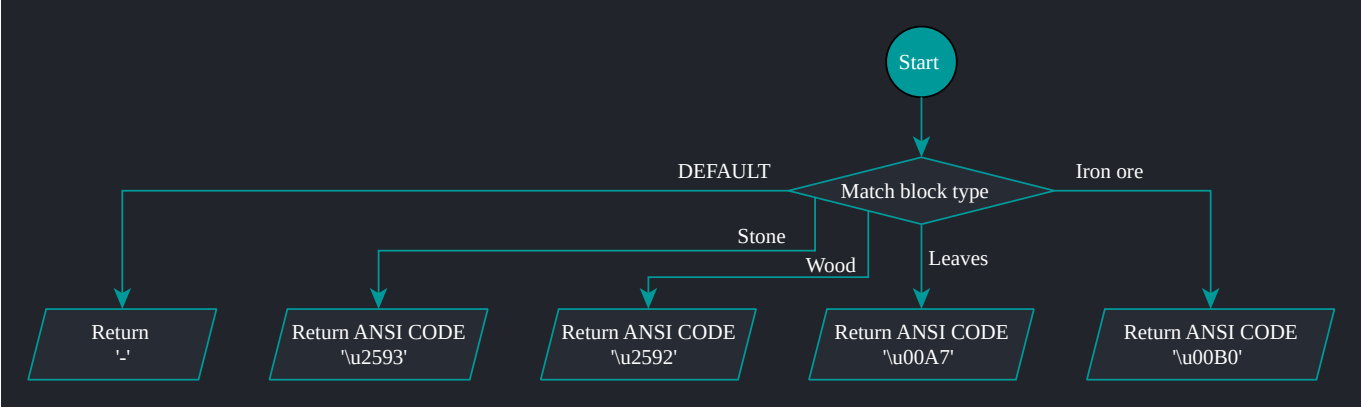 Start
DEFAULT
Match block type
Iron ore
Stone
Wood
Leaves
Return
'-'
Return ANSI CODE
'\u2593'
Return ANSI CODE
'\u2592'
Return ANSI CODE
'\u00A7'
Return ANSI CODE
'\u00B0'